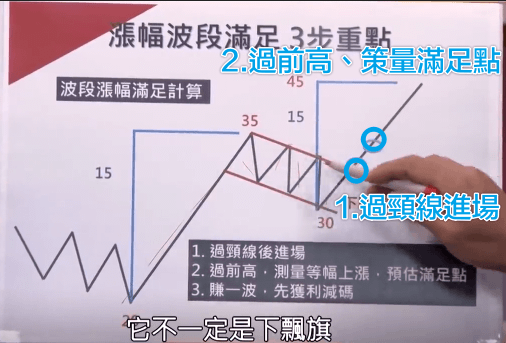 漲幅波段滿足 3步重點
2.過前高、策量滿足點
波段漲幅滿足計算
45
35
15
15
下
1.過頸線進場
30
1. 過頸線後進場
2. 過前高，測量等幅上漲，預估滿足點
3. 賺一波，先獲利減碼
它不一定是下飄旗